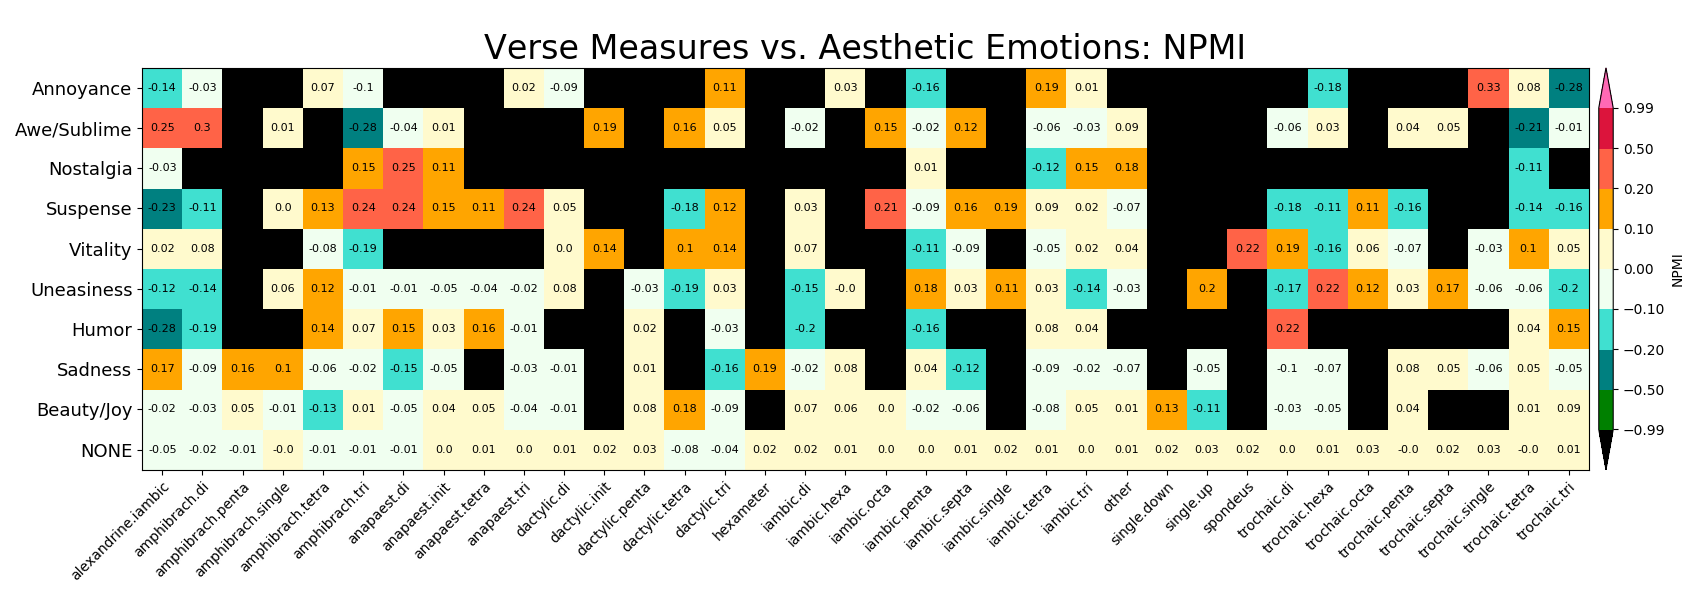 Verse Measures vs. Aesthetic Emotions: NPMI
Annoyance -0.14 -0.03 0.07 -0.1 0.02 -0.09 0.11 0.03 -0.16 0.19 0.01 -0.18 0.33 0.08 -0.28
Awe/Sublime 0.25 0.3 0.01 -0.28 -0.04 0.01 0.19 0.16 0.05 -0.02 0.15 -0.02 0.12 -0.06 -0.03 0.09 -0.06 0.03 0.04 0.05 -0.21 -0.01
Nostalgia -0.03 0.15 0.25 0.11 0.01 -0.12 0.15 0.18 -0.11
Suspense -0.23 -0.11 0.0 0.13 0.24 0.24 0.15 0.11 0.24 0.05 -0.18 0.12 0.03 0.21 -0.09 0.16 0.19 0.09 0.02 -0.07 -0.18 -0.11 0.11 -0.16 -0.14 -0.16
Vitality 0.02 0.08 -0.08 -0.19 0.0 0.14 0.1 0.14 0.07 -0.11 -0.09 -0.05 0.02 0.04 0.22 0.19 -0.16 0.06 -0.07 -0.03 0.1 0.05
Uneasiness -0.12 -0.14 0.06 0.12 -0.01 -0.01 -0.05 -0.04 -0.02 0.08 -0.03 -0.19 0.03 -0.15 -0.0 0.18 0.03 0.11 0.03 -0.14 -0.03 0.2 -0.17 0.22 0.12 0.03 0.17 -0.06 -0.06 -0.2
Humor -0.28 -0.19 0.14 0.07 0.15 0.03 0.16 -0.01 0.02 -0.03 -0.2 -0.16 0.08 0.04 0.22 0.04 0.15
Sadness 0.17 -0.09 0.16 0.1 -0.06 -0.02 -0.15 -0.05 -0.03 -0.01 0.01 -0.16 0.19 -0.02 0.08 0.04 -0.12 -0.09 -0.02 -0.07 -0.05 -0.1 -0.07 0.08 0.05 -0.06 0.05 -0.05
Beauty/Joy -0.02 -0.03 0.05 -0.01 -0.13 0.01 -0.05 0.04 0.05 -0.04 -0.01 0.08 0.18 -0.09 0.07 0.06 0.0 -0.02 -0.06 -0.08 0.05 0.01 0.13 -0.11 -0.03 -0.05 0.04 0.01 0.09
NONE -0.05 -0.02 -0.01 -0.0 -0.01 -0.01 -0.01 0.0 0.01 0.0 0.01 0.02 0.03 -0.08 -0.04 0.02 0.02 0.01 0.0 0.0 0.01 0.02 0.01 0.0 0.01 0.02 0.03 0.02 0.0 0.01 0.03 -0.0 0.02 0.03 -0.0 0.01
alexandrine.iambic
amphibrach.di
amphibrach.penta
amphibrach.single
amphibrach.tetra
amphibrach.tri
anapaest.di
anapaest.init
anapaest.tetra
anapaest.tri
dactylic.di
dactylic.init
dactylic.penta
dactylic.tetra
dactylic.tri
hexameter
iambic.di
iambic.hexa
iambic.octa
iambic.penta
iambic.septa
iambic.single
iambic.tetra
iambic.tri
other
single.down
single.up
spondeus
trochaic.di
trochaic.hexa
trochaic.octa
trochaic.penta
trochaic.septa
trochaic.single
trochaic.tetra
trochaic.tri
0.99
0.50
0.20
0.10
0.00
−0.10
−0.20
−0.50
−0.99
NPMI